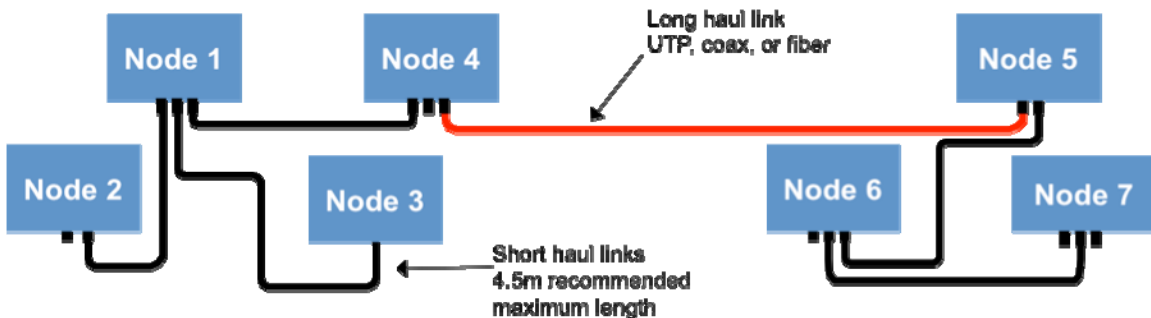 Long haul link
UTP, coax, or fiber
Node 1
Node 4
Node 5
Node 2
Node 3
Node 6
Node 7
Short haul links
4.5m recommended
maximum length